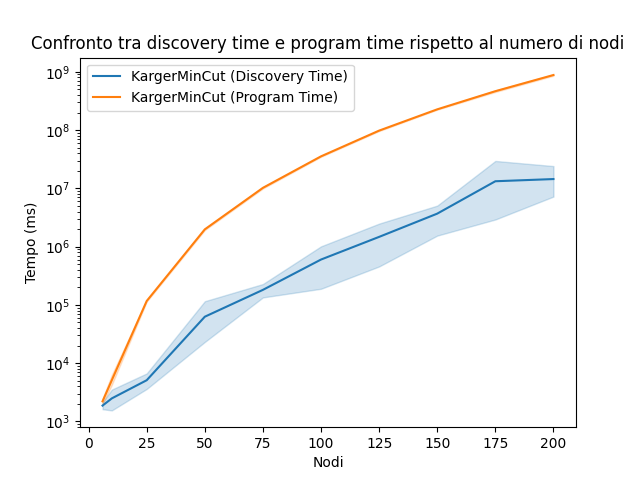 Confronto tra discovery time e program time rispetto al numero di nodi
KargerMinCut (Discovery Time)
KargerMinCut (Program Time)
Tempo (ms)
10⁹
10⁸
10⁷
10⁶
10⁵
10⁴
10³
0 25 50 75 100 125 150 175 200
Nodi